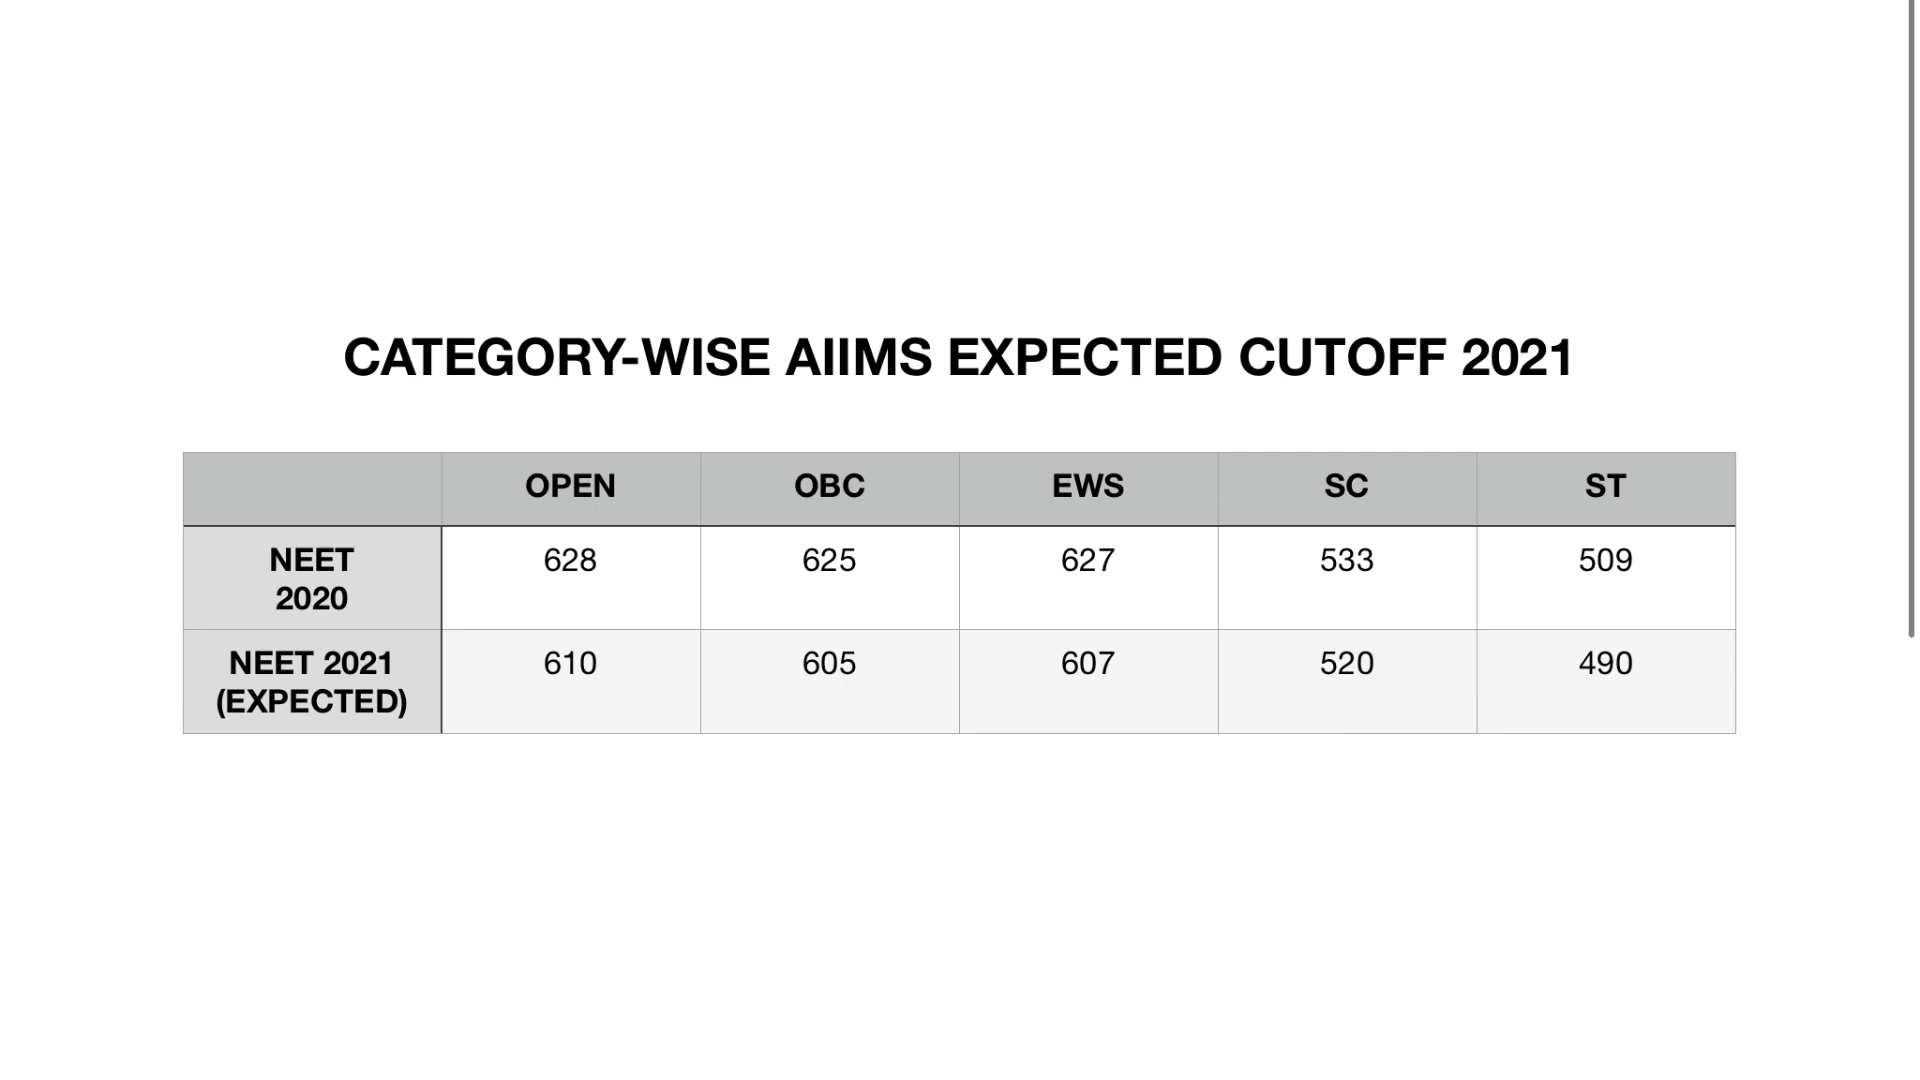 CATEGORY-WISE AIIMS EXPECTED CUTOFF 2021
OPEN OBC EWS SC ST
NEET 2020 628 625 627 533 509
NEET 2021 (EXPECTED) 610 605 607 520 490